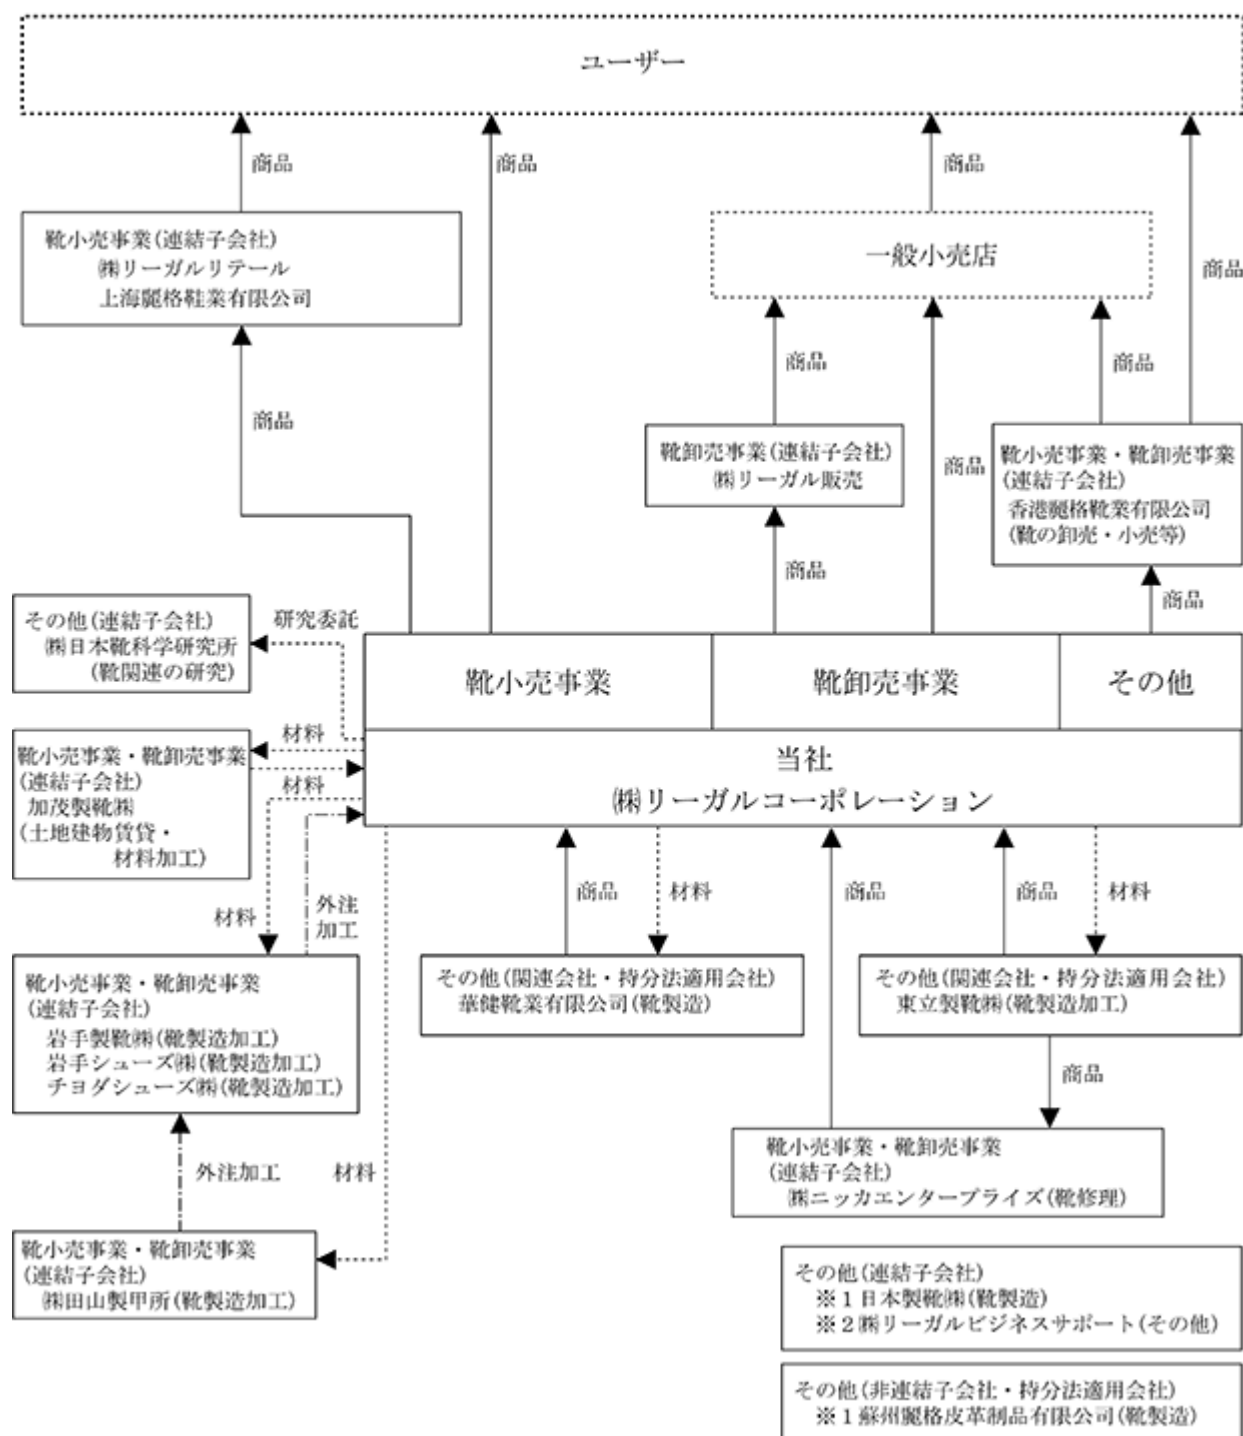 ユーザー
商品
商品
商品
商品
靴小売事業(連結子会社)
㈱リーガルリテール
上海麗格鞋業有限公司
一般小売店
商品
商品
商品
商品
靴卸売事業(連結子会社)
㈱リーガル販売
靴小売事業・靴卸売事業
(連結子会社)
香港麗格靴業有限公司
(靴の卸売・小売等)
商品
商品
その他(連結子会社)
㈱日本靴科学研究所
(靴関連の研究)
研究委託
靴小売事業
靴卸売事業
その他
当社
㈱リーガルコーポレーション
靴小売事業・靴卸売事業
(連結子会社)
加茂製靴㈱
(土地建物賃貸・
材料加工)
材料
材料
材料
外注
加工
商品
材料
商品
商品
材料
靴小売事業・靴卸売事業
(連結子会社)
岩手製靴㈱(靴製造加工)
岩手シューズ㈱(靴製造加工)
チヨダシューズ㈱(靴製造加工)
その他(関連会社・持分法適用会社)
華健靴業有限公司(靴製造)
その他(関連会社・持分法適用会社)
東立製靴㈱(靴製造加工)
商品
外注加工
材料
靴小売事業・靴卸売事業
(連結子会社)
㈱ニッカエンタープライズ(靴修理)
靴小売事業・靴卸売事業
(連結子会社)
㈱田山製甲所(靴製造加工)
その他(連結子会社)
※1日本製靴㈱(靴製造)
※2㈱リーガルビジネスサポート(その他)
その他(非連結子会社・持分法適用会社)
※1蘇州麗格皮革制品有限公司(靴製造)